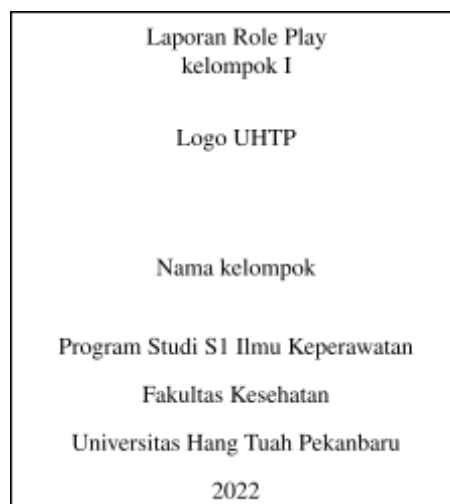 Laporan Role Play
kelompok I
Logo UHTP
Nama kelompok
Program Studi S1 Ilmu Keperawatan
Fakultas Kesehatan
Universitas Hang Tuah Pekanbaru
2022